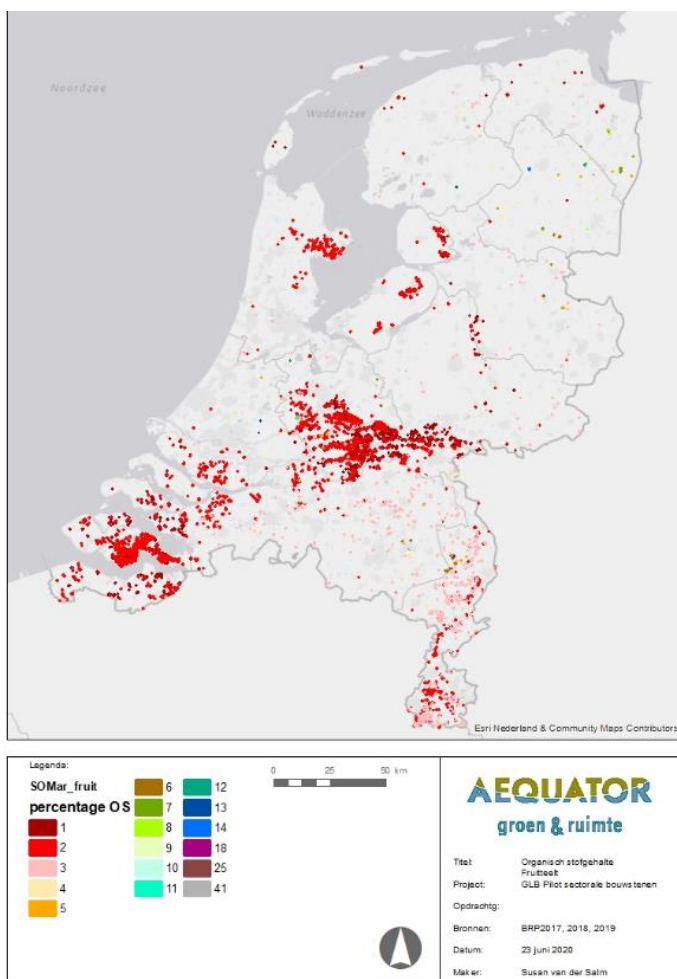 Noordzee
Waddenzee
Esri Nederland & Community Maps Contributors
Legenda:
SOMar_fruit
percentage OS
1
2
3
4
5
6
7
8
9
10
11
12
13
14
18
25
41
0 25 50 km
AEQUATOR
groen & ruimte
Titel: Organisch stofgehalte
Fruitteelt
Project: GLB Pilot sectorale bouwstenen
Opdrachtg:
Bronnen: BRP2017, 2018, 2019
Datum: 23 juni 2020
Maker: Susan van der Salm